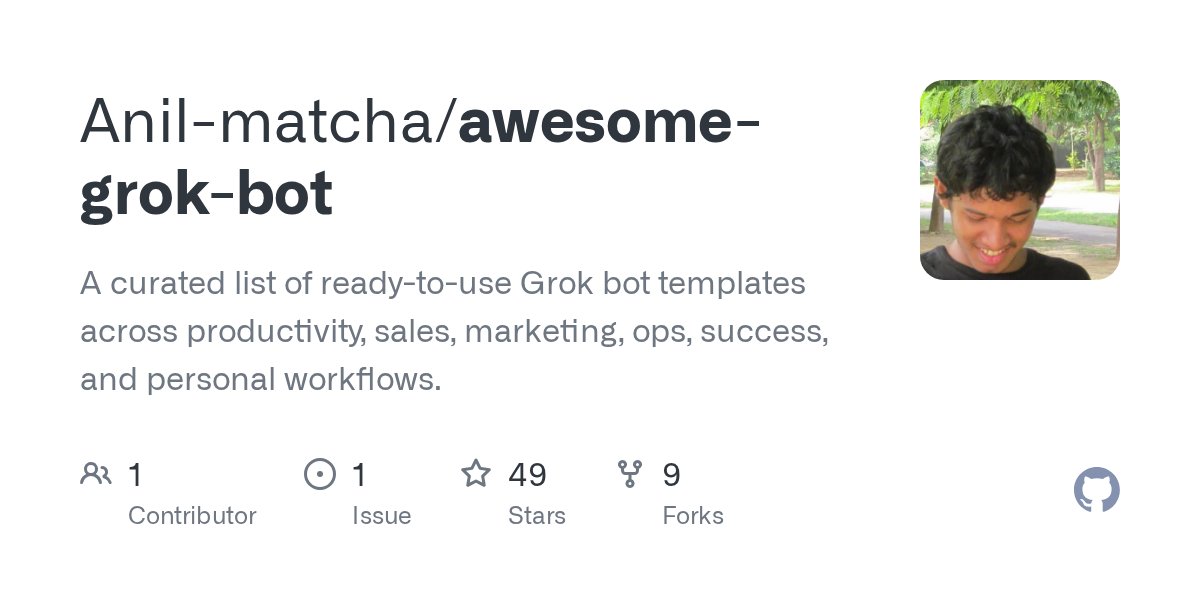 Anil-matcha/awesome-
grok-bot
A curated list of ready-to-use Grok bot templates
across productivity, sales, marketing, ops, success,
and personal workflows.
1
Contributor
1
Issue
49
Stars
9
Forks